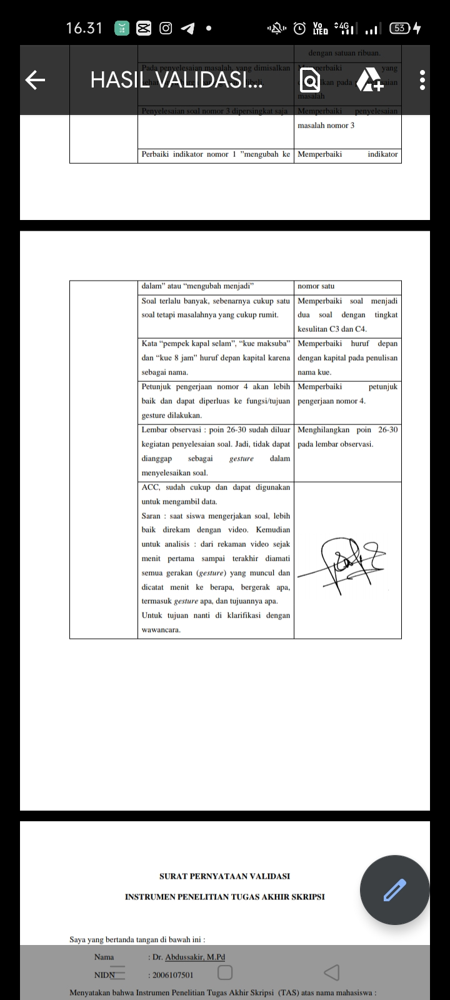 16.31
Vo
LTED
4G
53
dengan satuan ribuan.
HASIL VALIDASI...
Pada penyelesaian masalah, yang dimisalkan
yang
masalah
Penyelesaian soal nomor 3 dipersingkat saja
Memperbaiki penyelesaian
masalah nomor 3
Perbaiki indikator nomor 1 ”mengubah ke
Memperbaiki indikator
dalam” atau “mengubah menjadi”
nomor satu
Soal terlalu banyak, sebenarnya cukup satu
soal tetapi masalahnya yang cukup rumit.
Memperbaiki soal menjadi
dua soal dengan tingkat
kesulitan C3 dan C4.
Kata “pempek kapal selam”, “kue maksuba”
dan “kue 8 jam” huruf depan kapital karena
sebagai nama.
Memperbaiki huruf depan
dengan kapital pada penulisan
nama kue.
Petunjuk pengerjaan nomor 4 akan lebih
baik dan dapat diperluas ke fungsi/tujuan
gesture dilakukan.
Memperbaiki petunjuk
pengerjaan nomor 4.
Lembar observasi : poin 26-30 sudah diluar
kegiatan penyelesaian soal. Jadi, tidak dapat
dianggap sebagai gesture dalam
menyelesaikan soal.
Menghilangkan poin 26-30
pada lembar observasi.
ACC, sudah cukup dan dapat digunakan
untuk mengambil data.
Saran : saat siswa mengerjakan soal, lebih
baik direkam dengan video. Kemudian
untuk analisis : dari rekaman video sejak
menit pertama sampai terakhir diamati
semua gerakan (gesture) yang muncul dan
dicatat menit ke berapa, bergerak apa,
termasuk gesture apa, dan tujuannya apa.
Untuk tujuan nanti di klarifikasi dengan
wawancara.
SURAT PERNYATAAN VALIDASI
INSTRUMEN PENELITIAN TUGAS AKHIR SKRIPSI
Saya yang bertanda tangan di bawah ini :
Nama : Dr. Abdussakir, M.Pd
NIDN : 2006107501
Menyatakan bahwa Instrumen Penelitian Tugas Akhir Skripsi (TAS) atas nama mahasiswa :